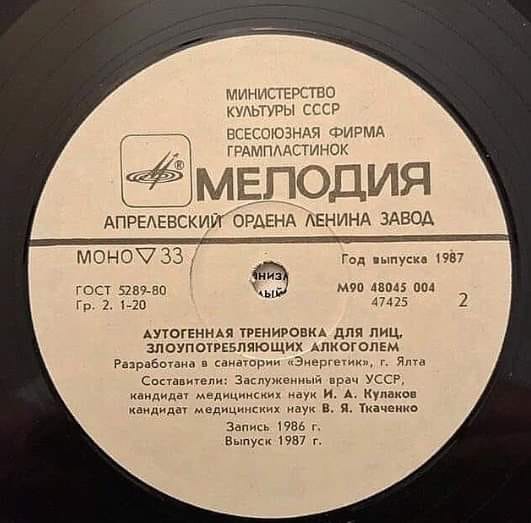 МИНИСТЕРСТВО
КУЛЬТУРЫ СССР
ВСЕСОЮЗНАЯ ФИРМА
ГРАМПЛАСТИНОК
®
МЕЛОДИЯ
АПРЕЛЕВСКИЙ ОРДЕНА ЛЕНИНА ЗАВОД
МОНО ▽ 33
Год выпуска 1987
ГОСТ 5289-80
Гр. 2. 1-20
М90 48045 004
47425
2
АУТОГЕННАЯ ТРЕНИРОВКА ДЛЯ ЛИЦ,
ЗЛОУПОТРЕБЛЯЮЩИХ АЛКОГОЛЕМ
Разработана в санатории «Энергетик», г. Ялта
Составители: Заслуженный врач УССР,
кандидат медицинских наук И. А. Кулаков
кандидат медицинских наук В. Я. Ткаченко
Запись 1986 г.
Выпуск 1987 г.